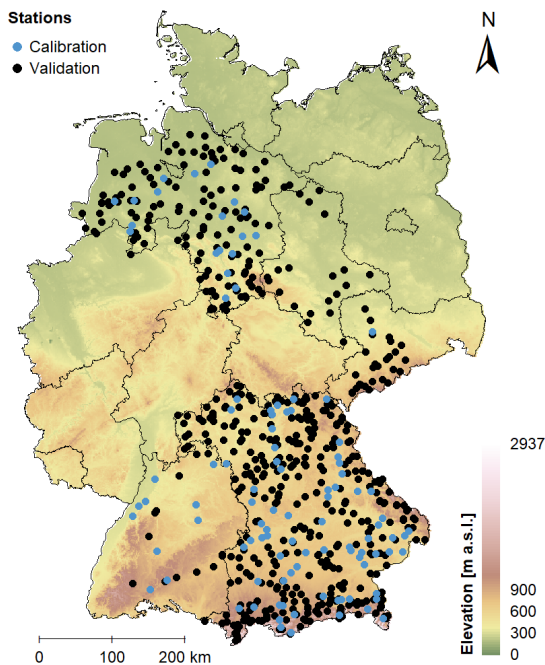 Stations
Calibration
Validation
N
Elevation [m a.s.l.]
2937
900
600
300
0
0 100 200 km